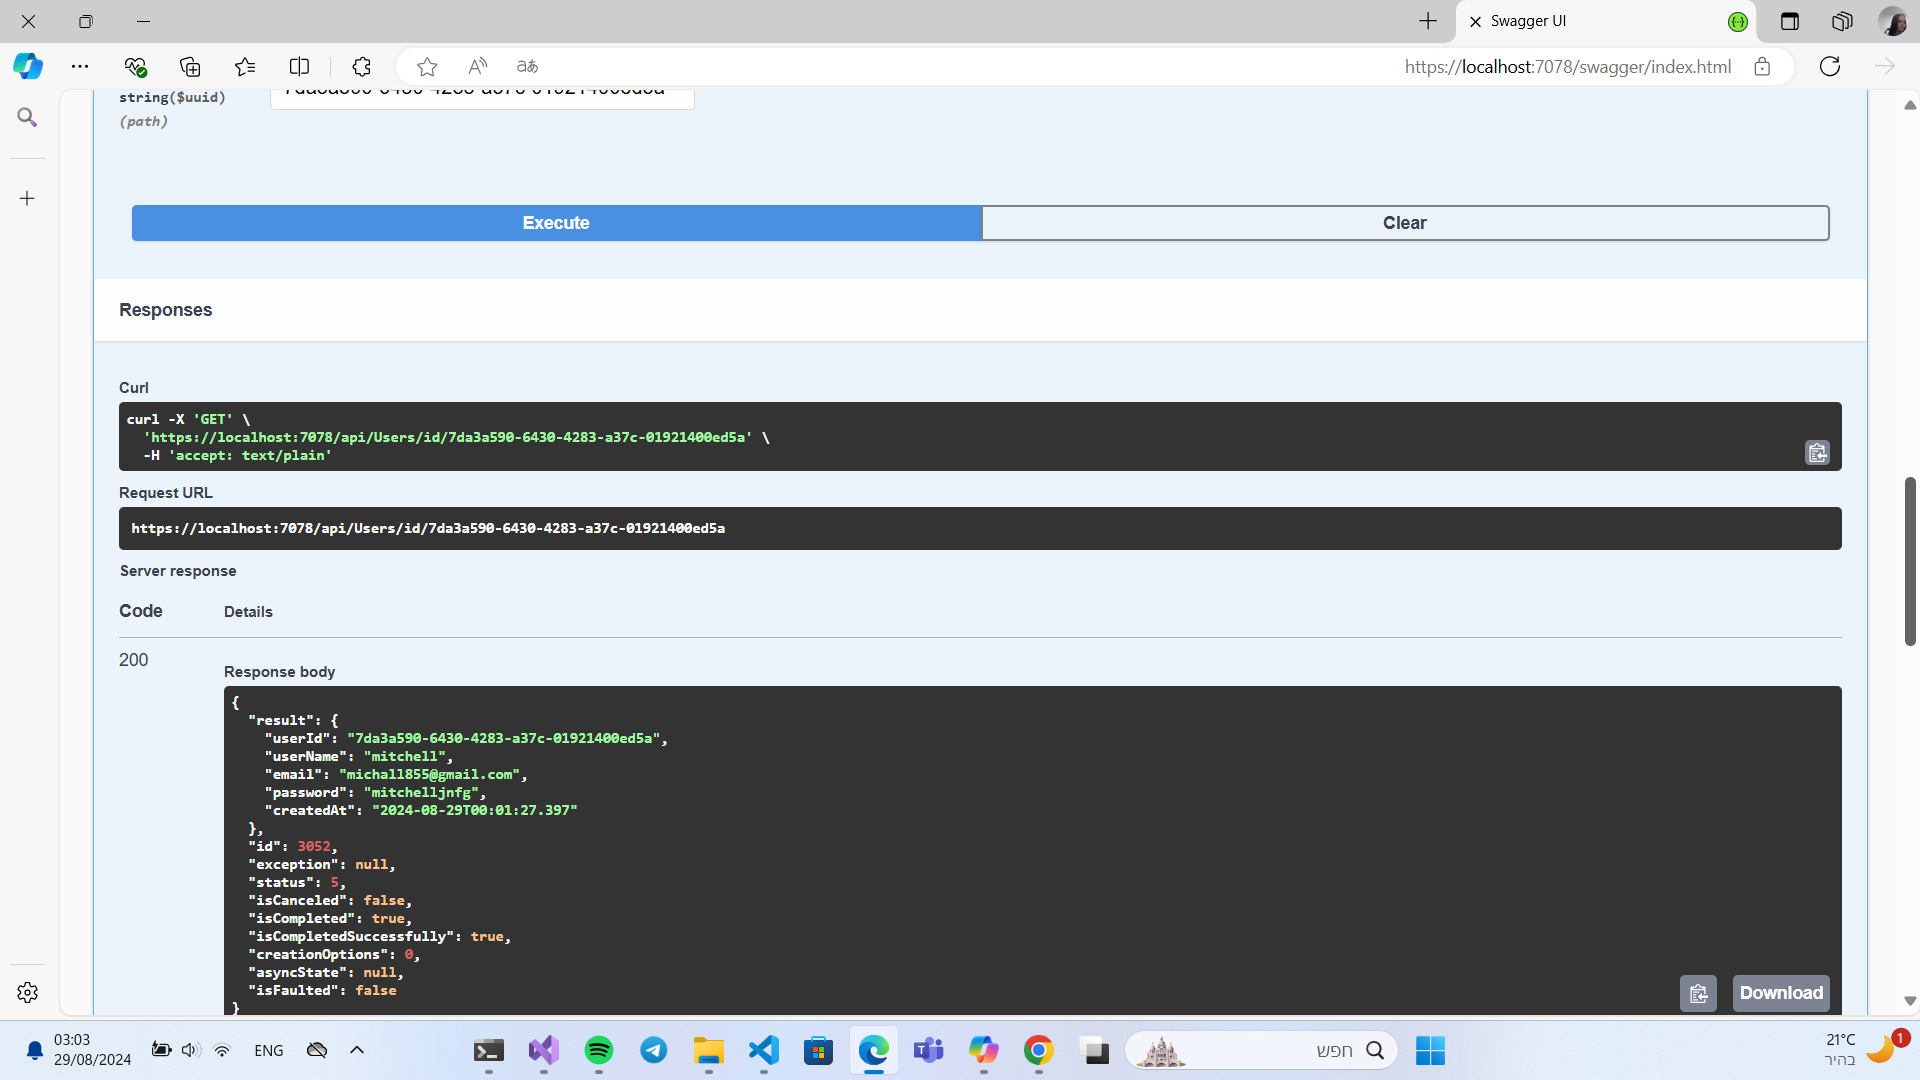 Swagger UI
https://localhost:7078/swagger/index.html
string($uuid)
(path)
Execute
Clear
Responses
Curl
curl -X 'GET' \
'https://localhost:7078/api/Users/id/7da3a590-6430-4283-a37c-01921400ed5a' \
-H 'accept: text/plain'
Request URL
https://localhost:7078/api/Users/id/7da3a590-6430-4283-a37c-01921400ed5a
Server response
Code
Details
200
Response body
{
"result": {
"userId": "7da3a590-6430-4283-a37c-01921400ed5a",
"userName": "mitchell",
"email": "michall855@gmail.com",
"password": "mitchelljnfg",
"createdAt": "2024-08-29T00:01:27.397"
},
"id": 3052,
"exception": null,
"status": 5,
"isCanceled": false,
"isCompleted": true,
"isCompletedSuccessfully": true,
"creationOptions": 0,
"asyncState": null,
"isFaulted": false
}
Download
03:03
29/08/2024
ENG
חפש
21°C
בהיר
1